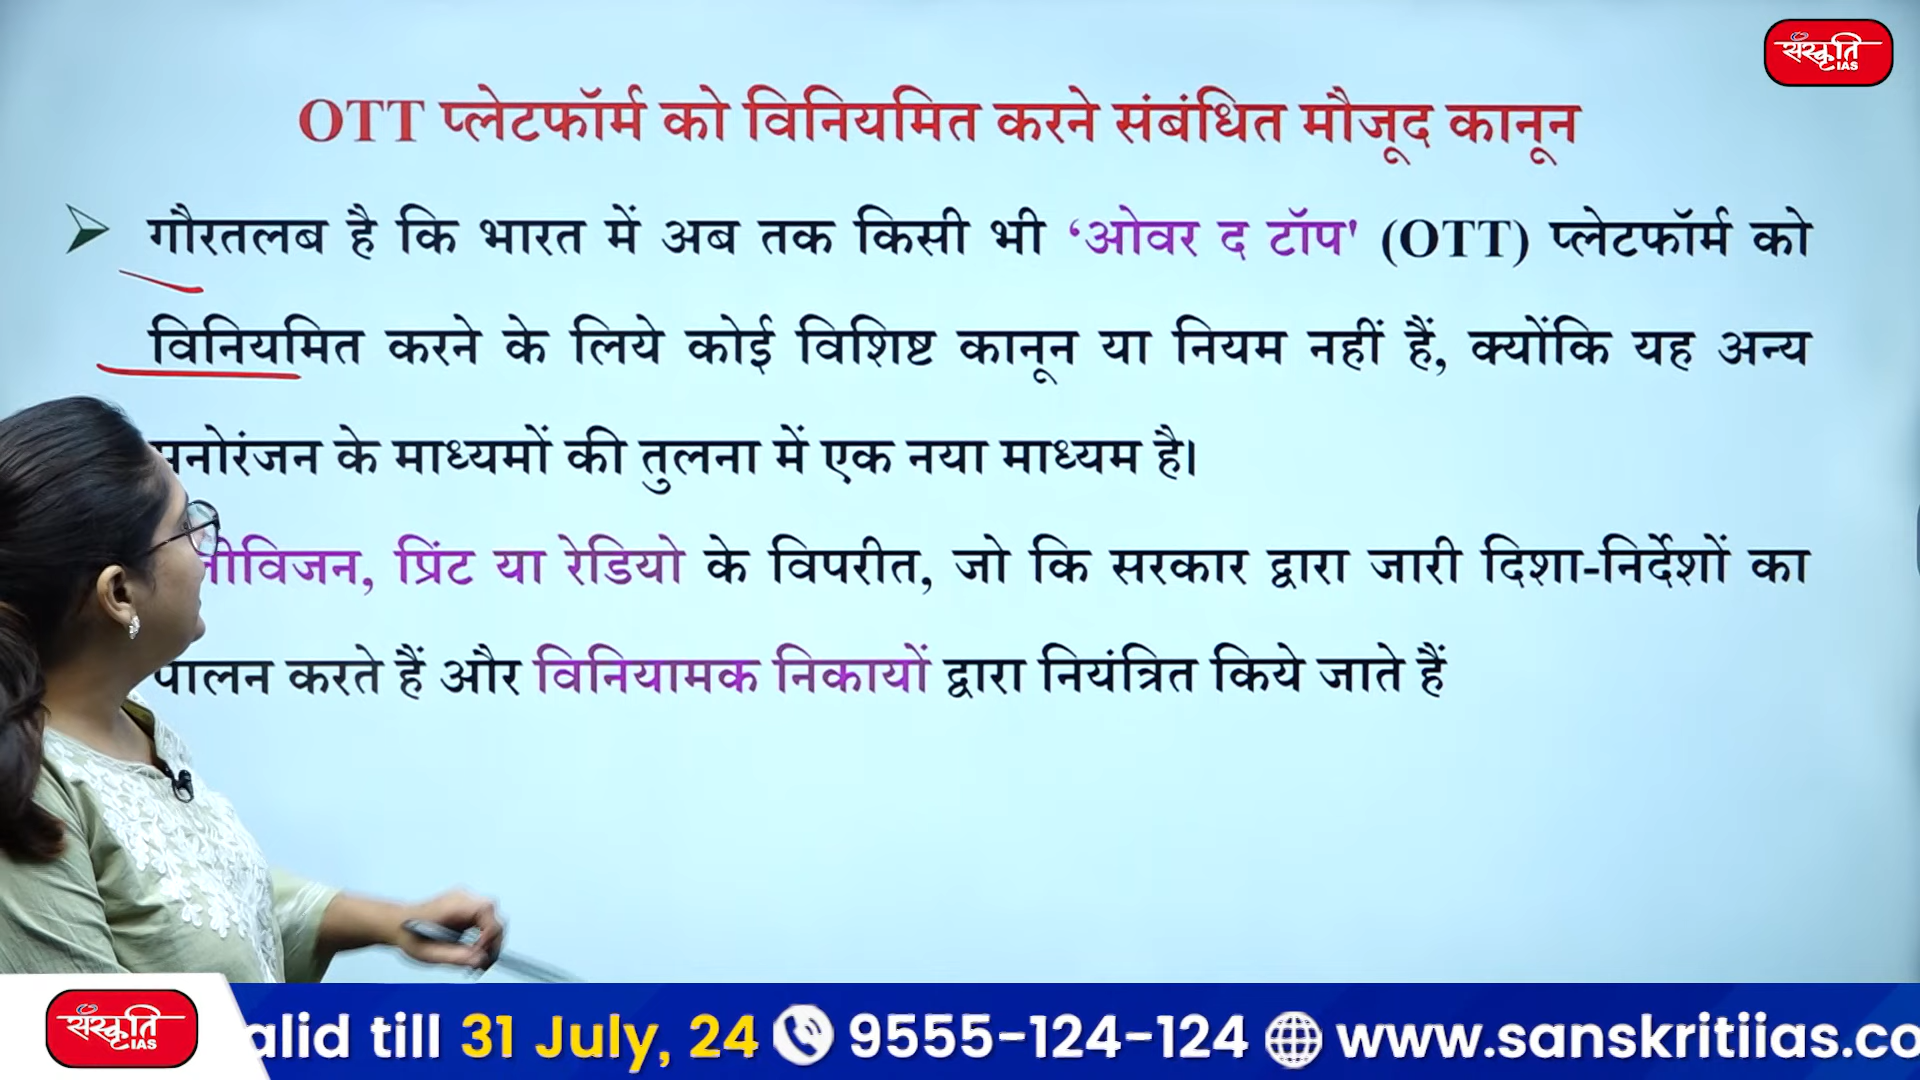 संस्कृति
IAS
OTT प्लेटफॉर्म को विनियमित करने संबंधित मौजूद कानून
गौरतलब है कि भारत में अब तक किसी भी ‘ओवर द टॉप' (OTT) प्लेटफॉर्म को
विनियमित करने के लिये कोई विशिष्ट कानून या नियम नहीं हैं, क्योंकि यह अन्य
मनोरंजन के माध्यमों की तुलना में एक नया माध्यम है।
प्रिंट या रेडियो के विपरीत, जो कि सरकार द्वारा जारी दिशा-निर्देशों का
पालन करते हैं और विनियामक निकायों द्वारा नियंत्रित किये जाते हैं
संस्कृति
IAS
alid till 31 July, 24 9555-124-124 www.sanskritiias.co